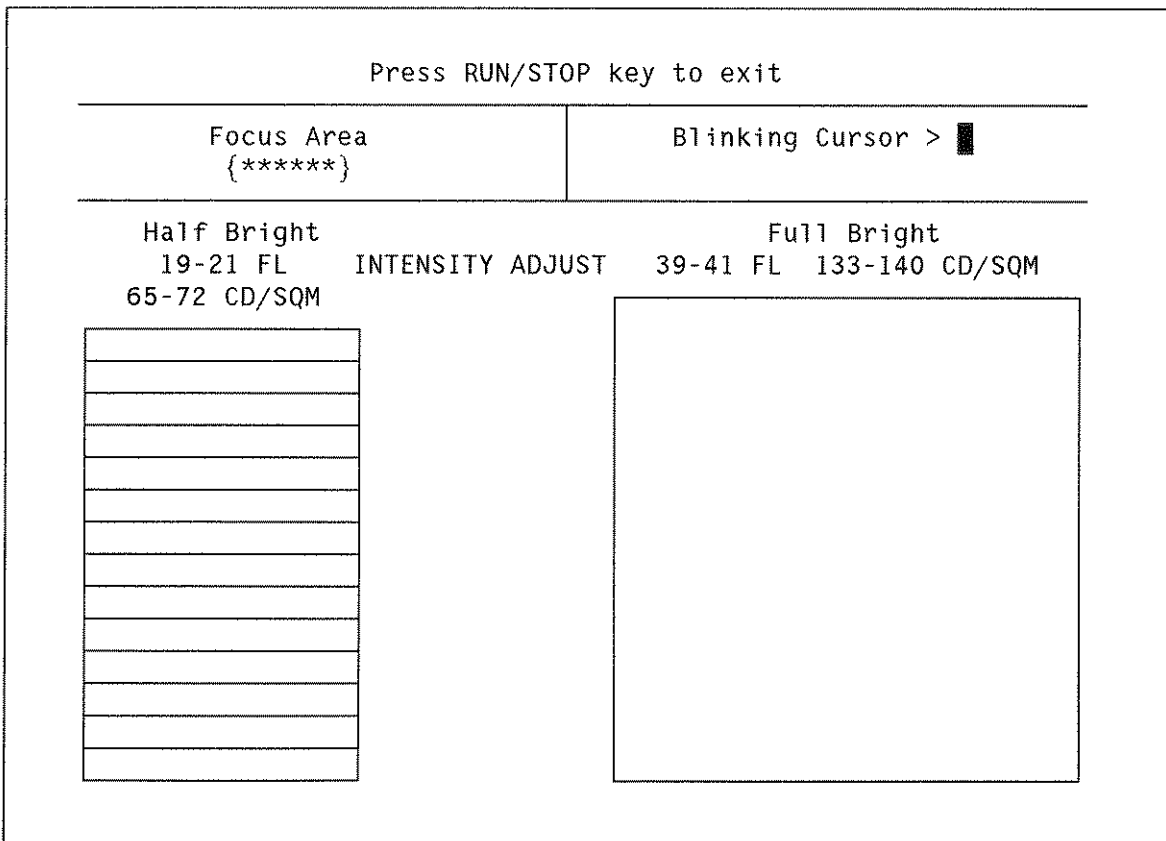 Press RUN/STOP key to exit
Focus Area
{******}
Blinking Cursor >
Half Bright
19-21 FL
65-72 CD/SQM
INTENSITY ADJUST
Full Bright
39-41 FL 133-140 CD/SQM